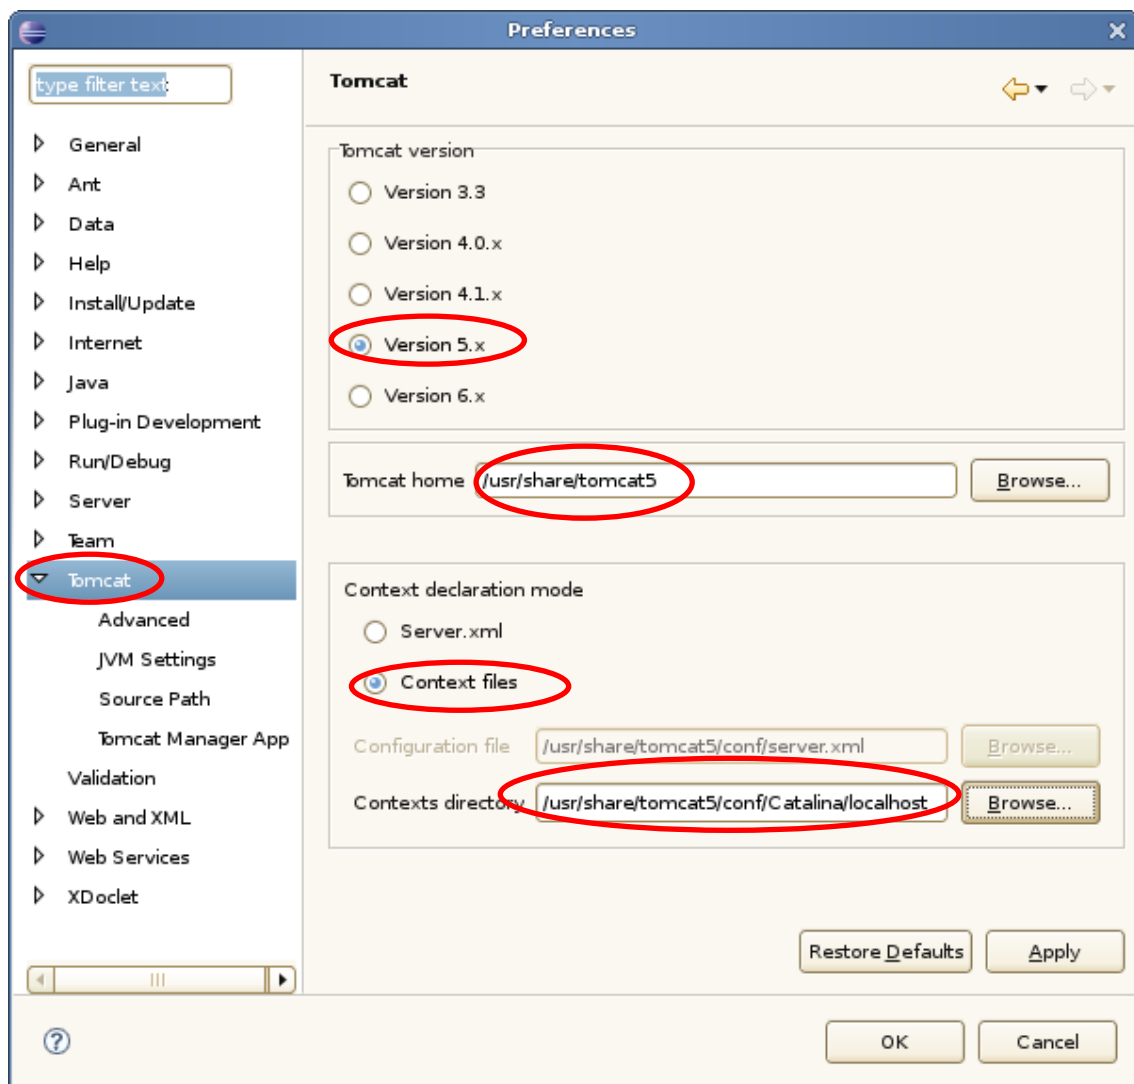 Preferences
type filter text
General
Ant
Data
Help
Install/Update
Internet
Java
Plug-in Development
Run/Debug
Server
Team
Tomcat
Advanced
JVM Settings
Source Path
Tomcat Manager App
Validation
Web and XML
Web Services
XDoclet
Tomcat
Tomcat version
Version 3.3
Version 4.0.x
Version 4.1.x
Version 5.x
Version 6.x
Tomcat home /usr/share/tomcat5 Browse...
Context declaration mode
Server.xml
Context files
Configuration file /usr/share/tomcat5/conf/server.xml Browse...
Contexts directory /usr/share/tomcat5/conf/Catalina/localhost Browse...
Restore Defaults Apply
OK Cancel